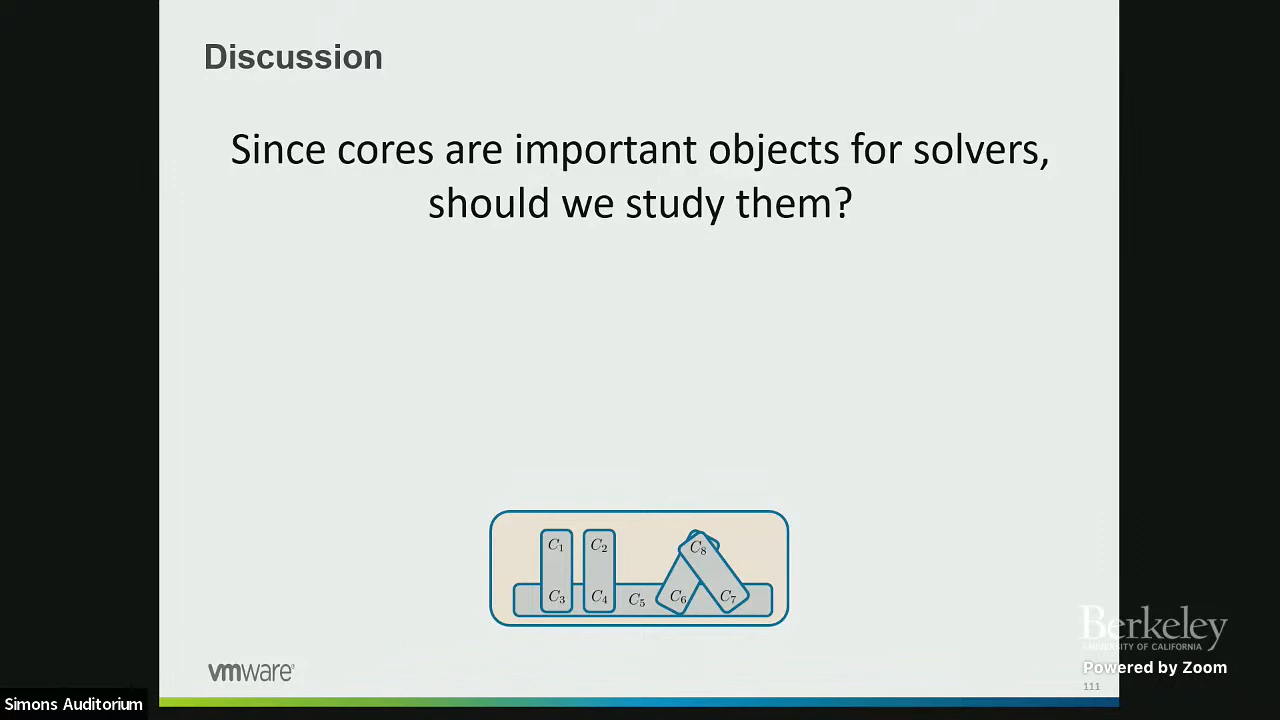 Discussion
Since cores are important objects for solvers,
should we study them?
C₁ C₂ C₈
C₃ C₄ C₅ C₆ C₇
Berkeley
UNIVERSITY OF CALIFORNIA
Powered by Zoom
vmware®
111
Simons Auditorium